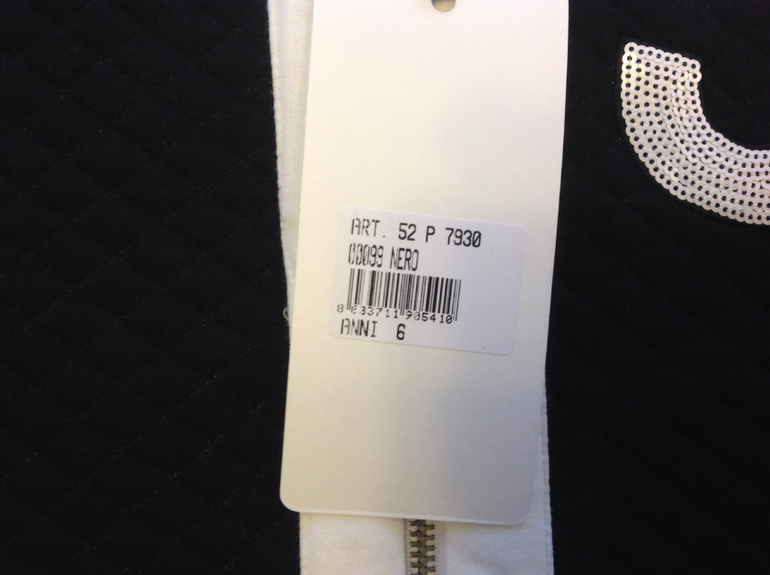 ART. 52 P 7930
00099 NERO
8 033711 905410
ANNI 6